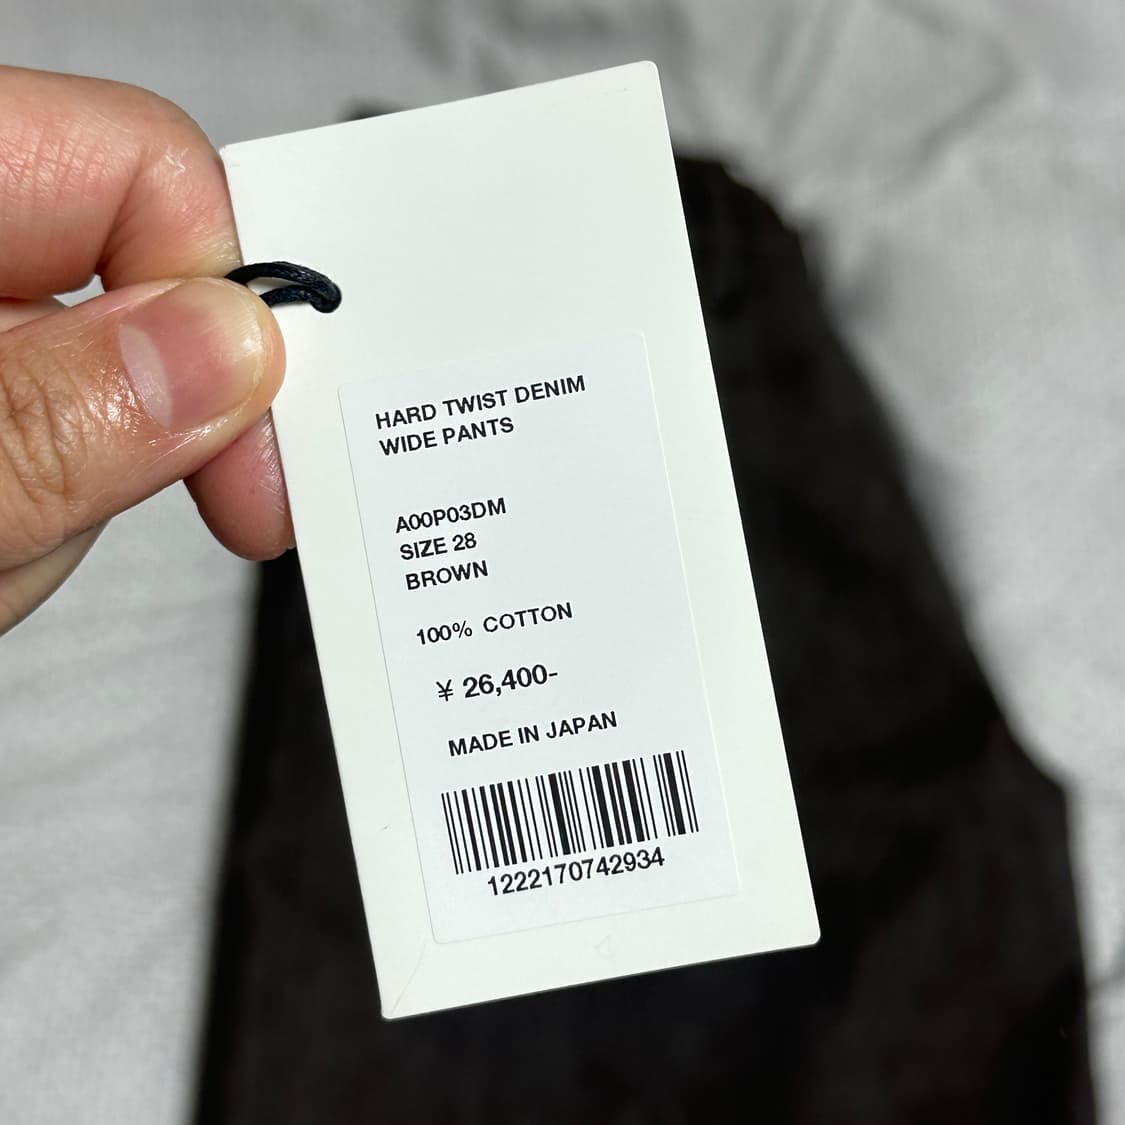 HARD TWIST DENIM
WIDE PANTS
A00P03DM
SIZE 28
BROWN
100% COTTON
¥ 26,400-
MADE IN JAPAN
1222170742934